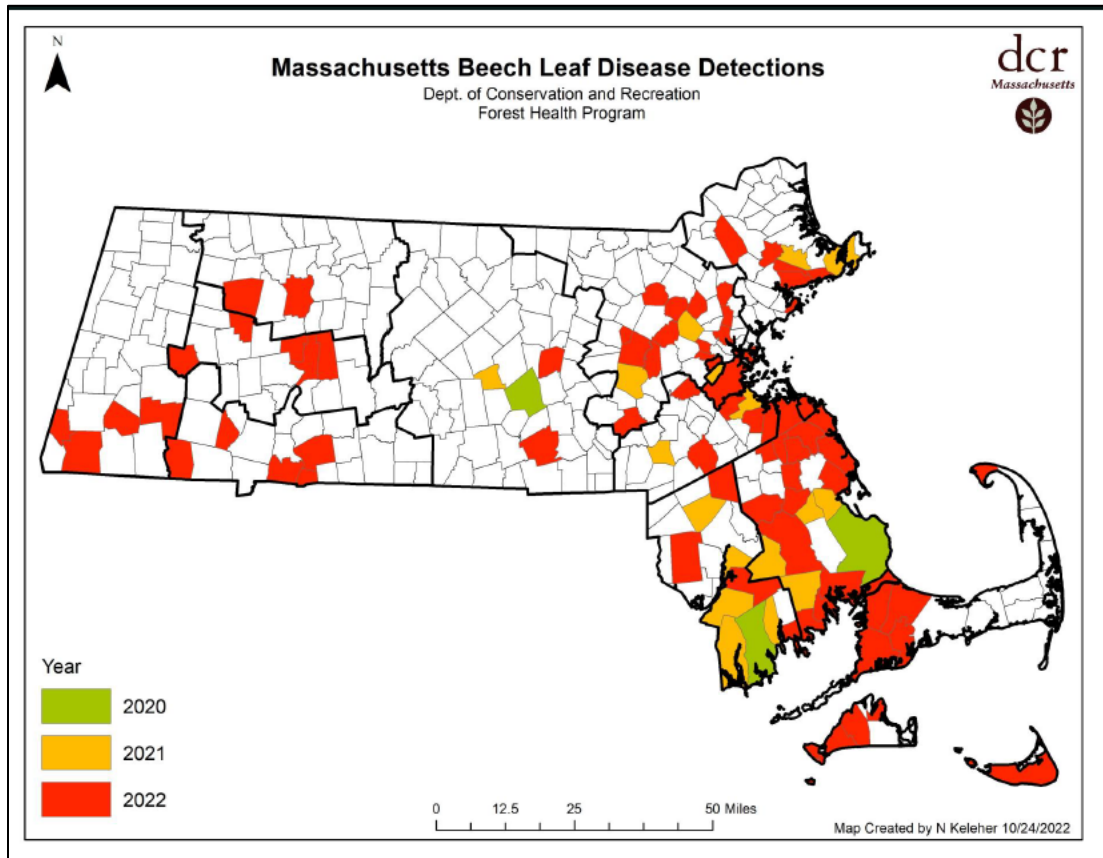 N
Massachusetts Beech Leaf Disease Detections
Dept. of Conservation and Recreation
Forest Health Program
dcr
Massachusetts
Year
2020
2021
2022
0 12.5 25 50 Miles
Map Created by N Keleher 10/24/2022